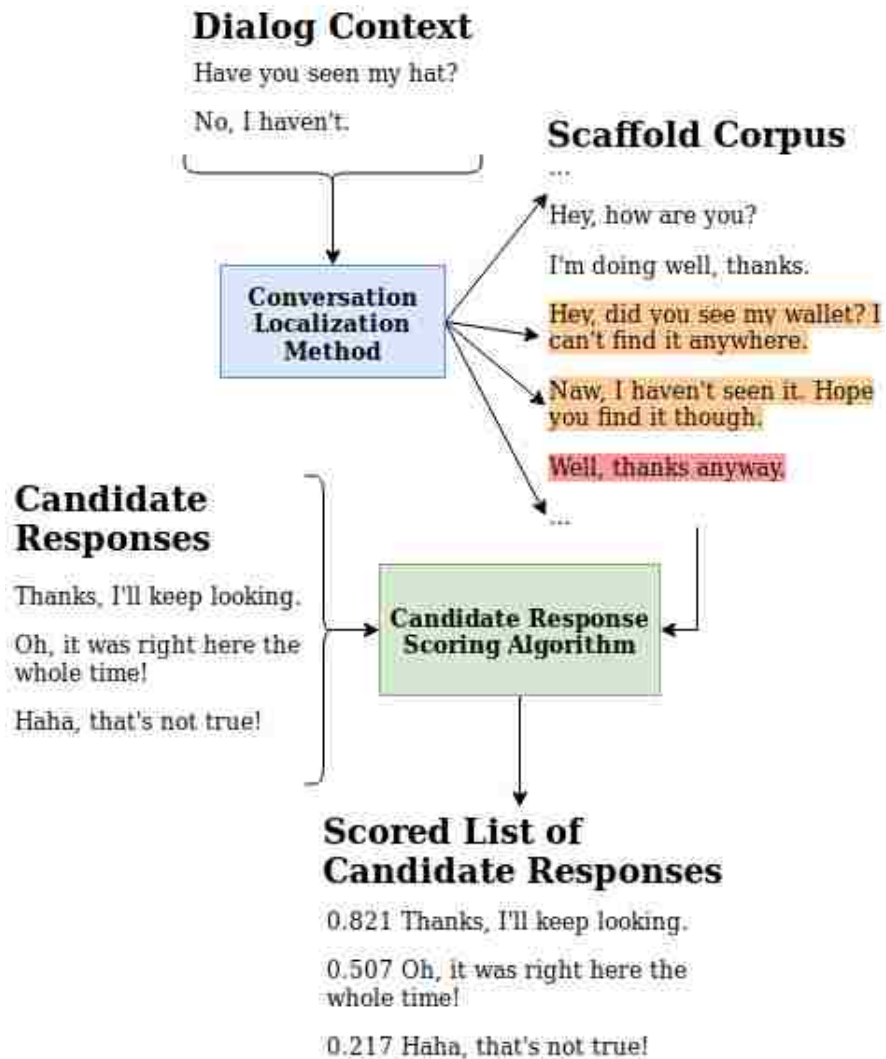 Dialog Context
Have you seen my hat?
No, I haven't.
Scaffold Corpus
...
Hey, how are you?
I'm doing well, thanks.
Hey, did you see my wallet? I
can't find it anywhere.
Naw, I haven't seen it. Hope
you find it though.
Well, thanks anyway.
...
Conversation
Localization
Method
Candidate
Responses
Thanks, I'll keep looking.
Oh, it was right here the
whole time!
Haha, that's not true!
Candidate Response
Scoring Algorithm
Scored List of
Candidate Responses
0.821 Thanks, I'll keep looking.
0.507 Oh, it was right here the
whole time!
0.217 Haha, that's not true!